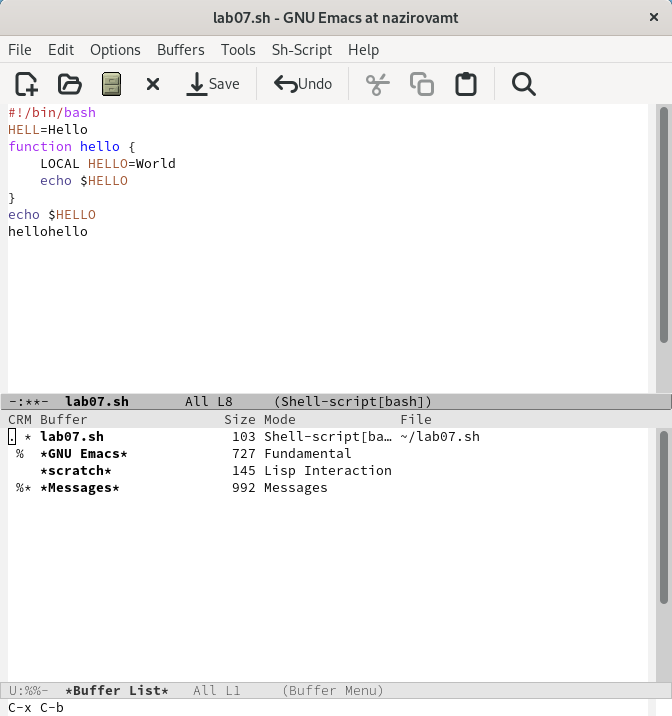 lab07.sh - GNU Emacs at nazirovamt
File Edit Options Buffers Tools Sh-Script Help
Save Undo
#!/bin/bash
HELL=Hello
function hello {
    LOCAL HELLO=World
    echo $HELLO
}
echo $HELLO
hellohello
-:**-  lab07.sh       All L8     (Shell-script[bash])
CRM Buffer                 Size Mode             File
. * lab07.sh                103 Shell-script[ba… ~/lab07.sh
 %  *GNU Emacs*             727 Fundamental
    *scratch*               145 Lisp Interaction
 %* *Messages*              992 Messages
U:%%-  *Buffer List*   All L1     (Buffer Menu)
C-x C-b